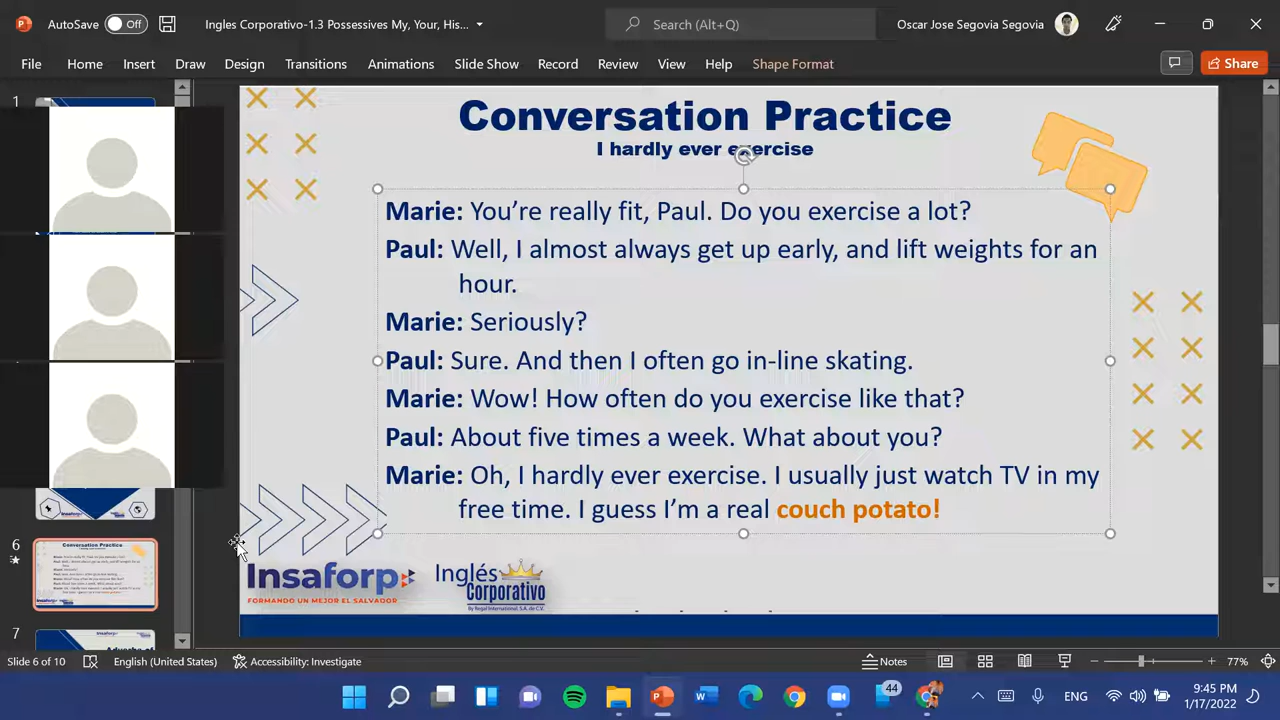 AutoSave Off Ingles Corporativo-1.3 Possessives My, Your, His... Search (Alt+Q) Oscar Jose Segovia Segovia
File Home Insert Draw Design Transitions Animations Slide Show Record Review View Help Shape Format Share
1
Conversation Practice
I hardly ever exercise
Marie: You're really fit, Paul. Do you exercise a lot?
Paul: Well, I almost always get up early, and lift weights for an
hour.
Marie: Seriously?
Paul: Sure. And then I often go in-line skating.
Marie: Wow! How often do you exercise like that?
Paul: About five times a week. What about you?
Marie: Oh, I hardly ever exercise. I usually just watch TV in my
free time. I guess I'm a real couch potato!
6
Conversation Practice
Insaforp
FORMANDO UN MEJOR EL SALVADOR
Inglés
Corporativo
By Regal International, S.A. de C.V.
7
Slide 6 of 10 English (United States) Accessibility: Investigate Notes 77%
44
ENG
9:45 PM
1/17/2022